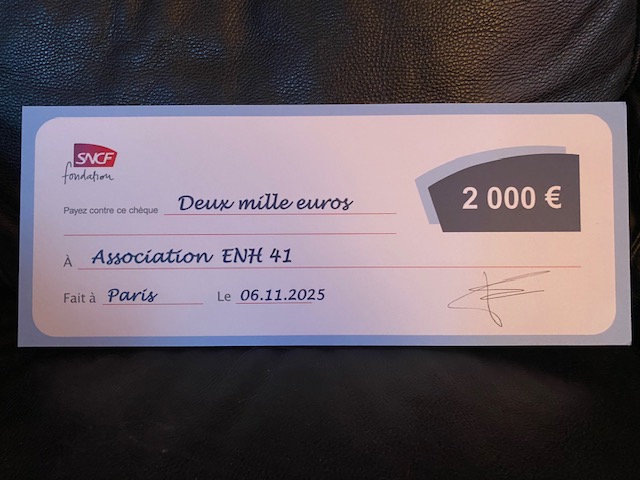 SNCF
fondation
Payez contre ce chèque Deux mille euros
2 000 €
À Association ENH 41
Fait à Paris Le 06.11.2025